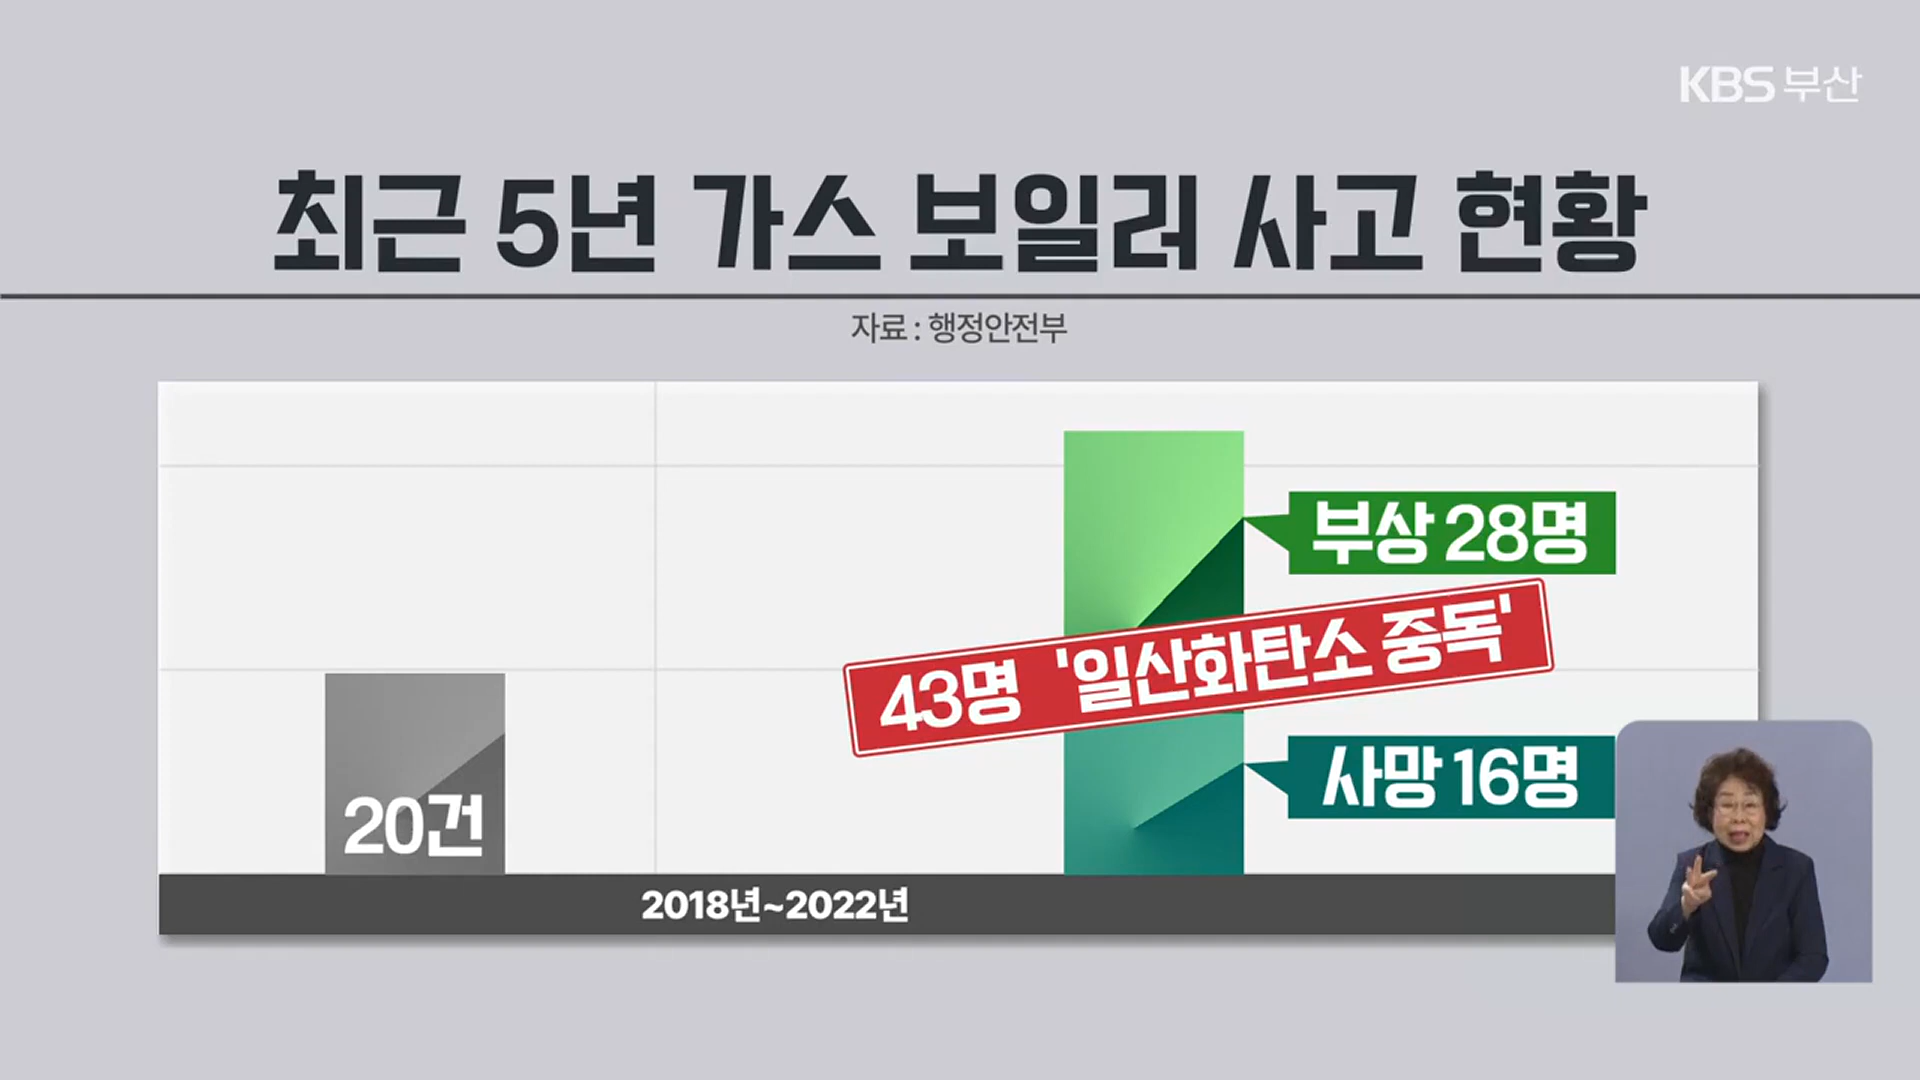 KBS 부산
최근 5년 가스 보일러 사고 현황
자료 : 행정안전부
부상 28명
43명 '일산화탄소 중독'
사망 16명
20건
2018년~2022년